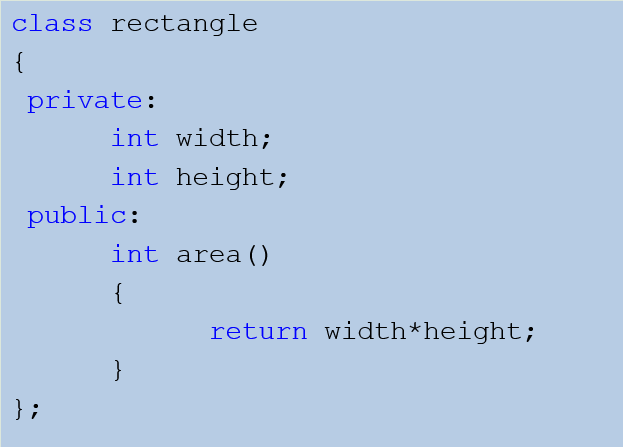 class rectangle
{
 private:
      int width;
      int height;
 public:
      int area()
      {
            return width*height;
      }
};